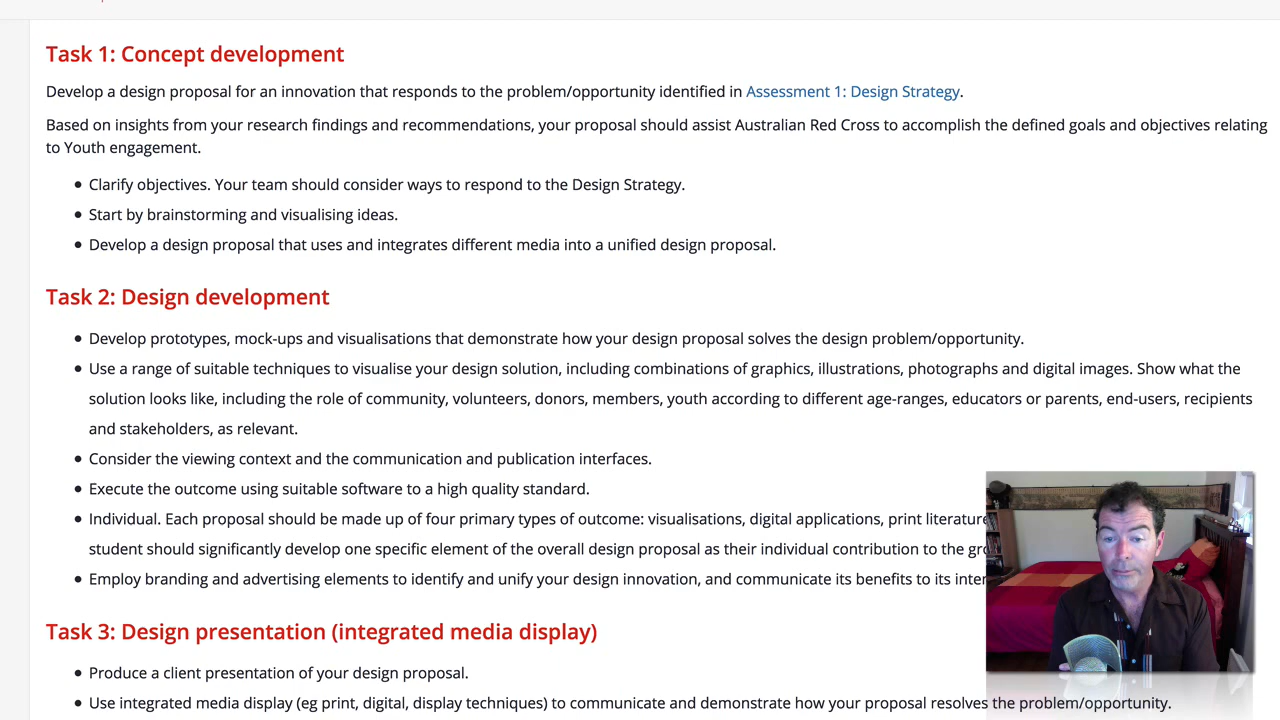 Task 1: Concept development
Develop a design proposal for an innovation that responds to the problem/opportunity identified in Assessment 1: Design Strategy.
Based on insights from your research findings and recommendations, your proposal should assist Australian Red Cross to accomplish the defined goals and objectives relating
to Youth engagement.
• Clarify objectives. Your team should consider ways to respond to the Design Strategy.
• Start by brainstorming and visualising ideas.
• Develop a design proposal that uses and integrates different media into a unified design proposal.
Task 2: Design development
• Develop prototypes, mock-ups and visualisations that demonstrate how your design proposal solves the design problem/opportunity.
• Use a range of suitable techniques to visualise your design solution, including combinations of graphics, illustrations, photographs and digital images. Show what the
solution looks like, including the role of community, volunteers, donors, members, youth according to different age-ranges, educators or parents, end-users, recipients
and stakeholders, as relevant.
• Consider the viewing context and the communication and publication interfaces.
• Execute the outcome using suitable software to a high quality standard.
• Individual. Each proposal should be made up of four primary types of outcome: visualisations, digital applications, print literature
student should significantly develop one specific element of the overall design proposal as their individual contribution to the
• Employ branding and advertising elements to identify and unify your design innovation, and communicate its benefits to its
Task 3: Design presentation (integrated media display)
• Produce a client presentation of your design proposal.
• Use integrated media display (eg print, digital, display techniques) to communicate and demonstrate how your proposal resolves the problem/opportunity.